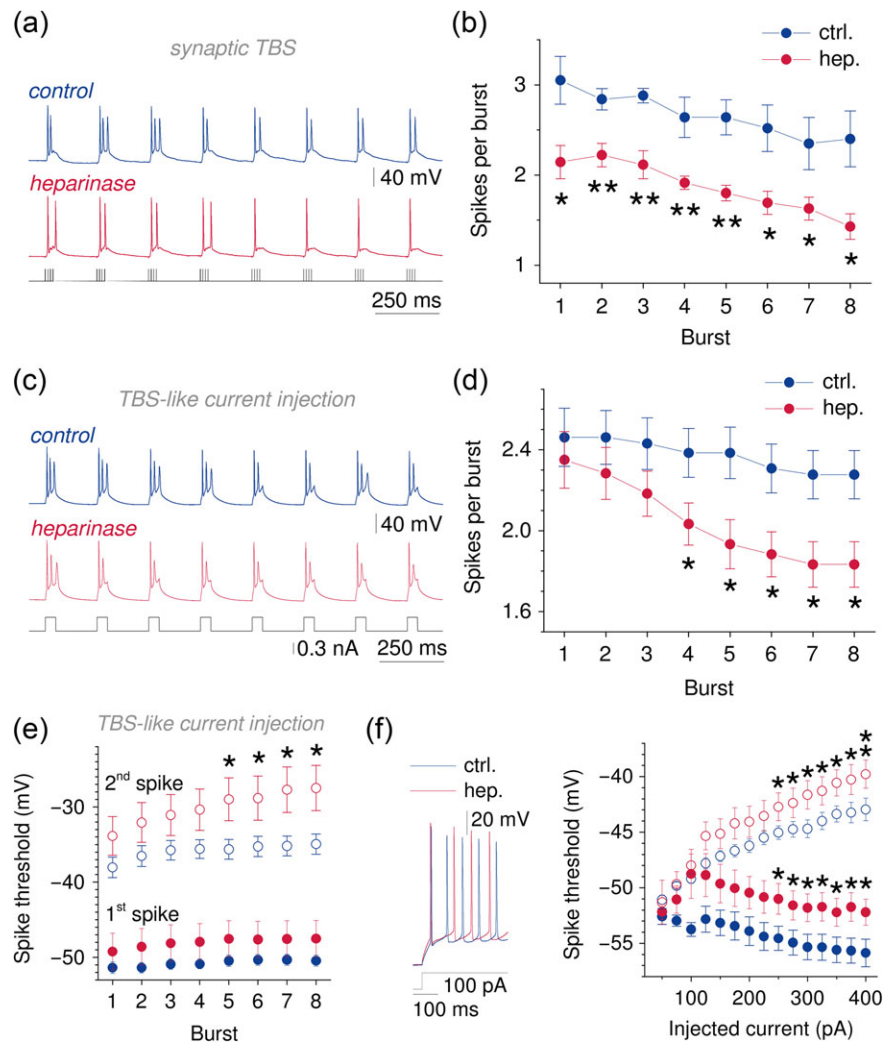 (a)
synaptic TBS
control
40 mV
heparinase
40 mV
250 ms
(b)
ctrl.
hep.
3
2
1
Spikes per burst
* ** ** ** ** * * *
1 2 3 4 5 6 7 8
Burst
(c)
TBS-like current injection
control
40 mV
heparinase
0.3 nA
250 ms
(d)
ctrl.
hep.
2.4
2.0
1.6
Spikes per burst
* * * * *
1 2 3 4 5 6 7 8
Burst
(e)
TBS-like current injection
* * * *
2nd spike
−30
−40
1st spike
−50
Spike threshold (mV)
1 2 3 4 5 6 7 8
Burst
(f)
ctrl.
hep.
20 mV
100 pA
100 ms
−40
−45
−50
−55
Spike threshold (mV)
* * * * * * **
* * * * * * *
100 200 300 400
Injected current (pA)